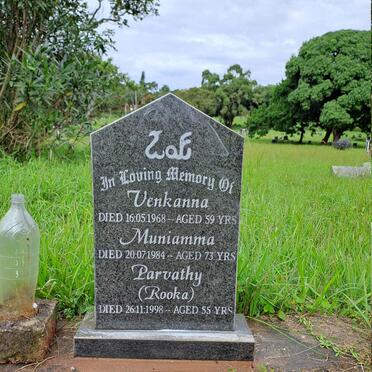 In Loving Memory Of
Venkanna
DIED 16.05.1968 - AGED 59 YRS
Muniamma
DIED 20.07.1984 - AGED 73 YRS
Parvathy
(Rooka)
DIED 26.11.1998 - AGED 55 YRS